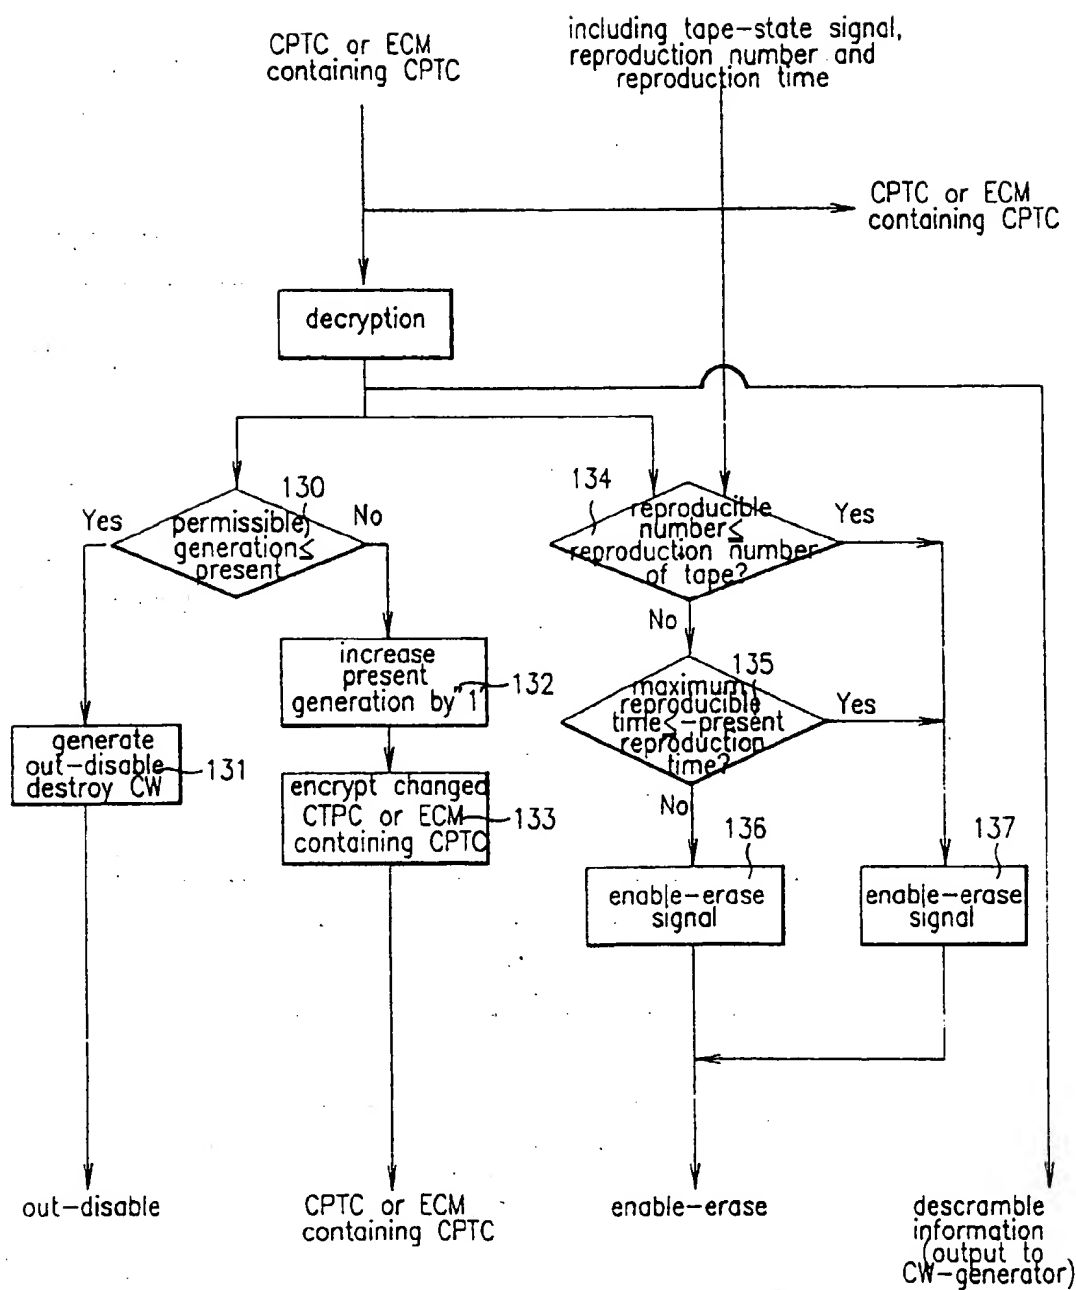 CPTC or ECM
containing CPTC
including tape-state signal,
reproduction number and
reproduction time
CPTC or ECM
containing CPTC
decryption
130
Yes
permissible
generation≤
present
No
134
reproducible
number≤
reproduction number
of tape?
Yes
No
increase
present
generation by"1"
132
135
maximum
reproducible
time≤-present
reproduction
time?
Yes
No
generate
out-disable
destroy CW
131
encrypt changed
CTPC or ECM
containing CPTC
133
136
enable-erase
signal
137
enable-erase
signal
out-disable
CPTC or ECM
containing CPTC
enable-erase
descramble
information
(output to
CW-generator)